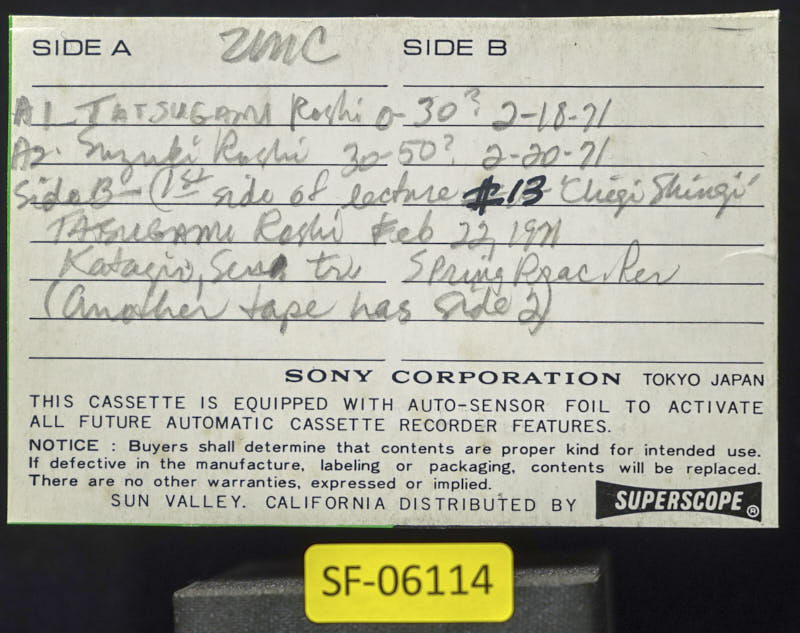 SIDE A ZMC SIDE B
A1. TATSUGAMI Roshi 0-30? 2-18-71
A2. Suzuki Roshi 30-50? 2-20-71
Side B - (1st side of lecture #13 "Chigi Shingi"
TATSUGAMI Roshi Feb 22, 1971
Katagiri, Sensei Spring Prac. Per
(Another tape has side 2)
SONY CORPORATION TOKYO JAPAN
THIS CASSETTE IS EQUIPPED WITH AUTO-SENSOR FOIL TO ACTIVATE
ALL FUTURE AUTOMATIC CASSETTE RECORDER FEATURES.
NOTICE : Buyers shall determine that contents are proper kind for intended use.
If defective in the manufacture, labeling or packaging, contents will be replaced.
There are no other warranties, expressed or implied.
SUN VALLEY. CALIFORNIA DISTRIBUTED BY SUPERSCOPE®
SF-06114